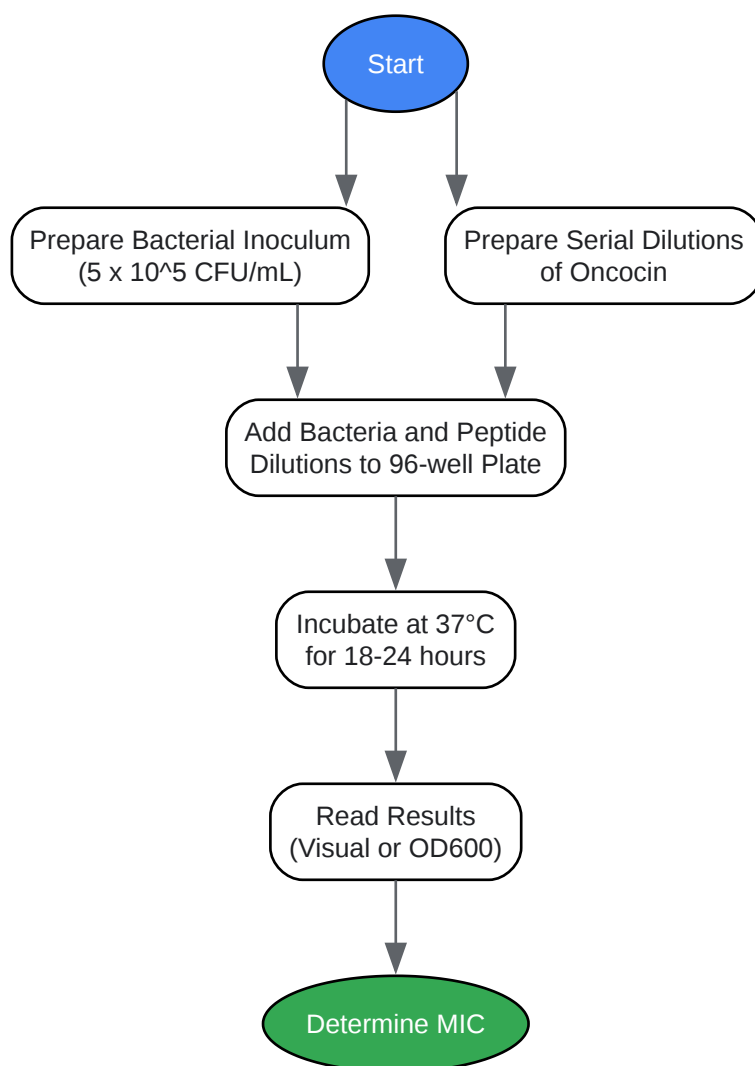 Start
Prepare Bacterial Inoculum
(5 x 10^5 CFU/mL)
Prepare Serial Dilutions
of Oncocin
Add Bacteria and Peptide
Dilutions to 96-well Plate
Incubate at 37°C
for 18-24 hours
Read Results
(Visual or OD600)
Determine MIC